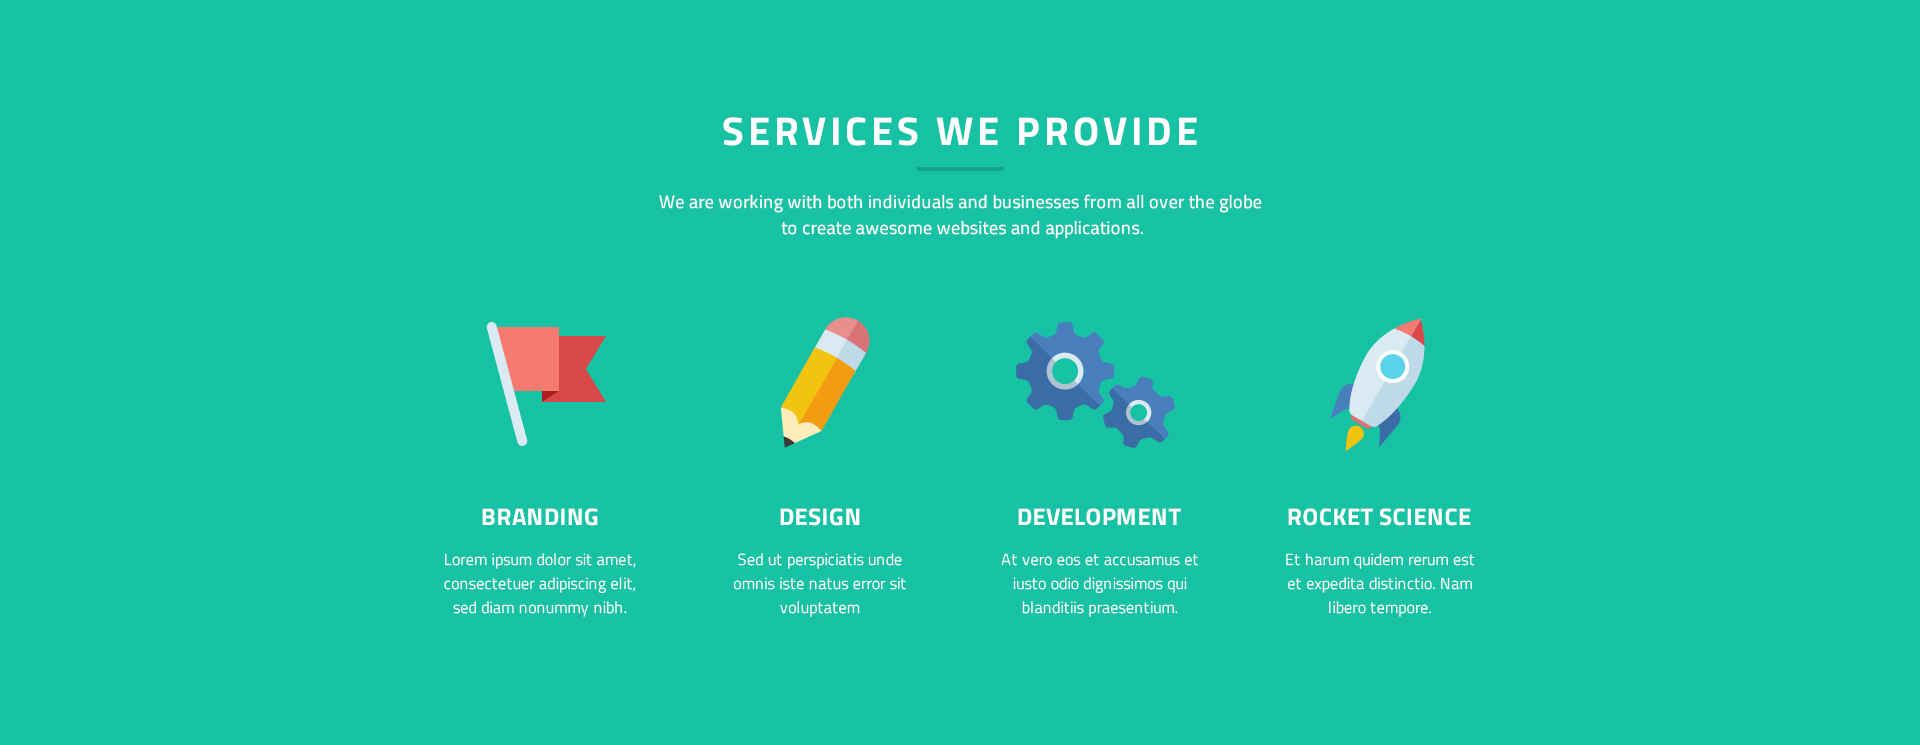 SERVICES WE PROVIDE
We are working with both individuals and businesses from all over the globe
to create awesome websites and applications.
BRANDING
Lorem ipsum dolor sit amet,
consectetuer adipiscing elit,
sed diam nonummy nibh.
DESIGN
Sed ut perspiciatis unde
omnis iste natus error sit
voluptatem
DEVELOPMENT
At vero eos et accusamus et
iusto odio dignissimos qui
blanditiis praesentium.
ROCKET SCIENCE
Et harum quidem rerum est
et expedita distinctio. Nam
libero tempore.